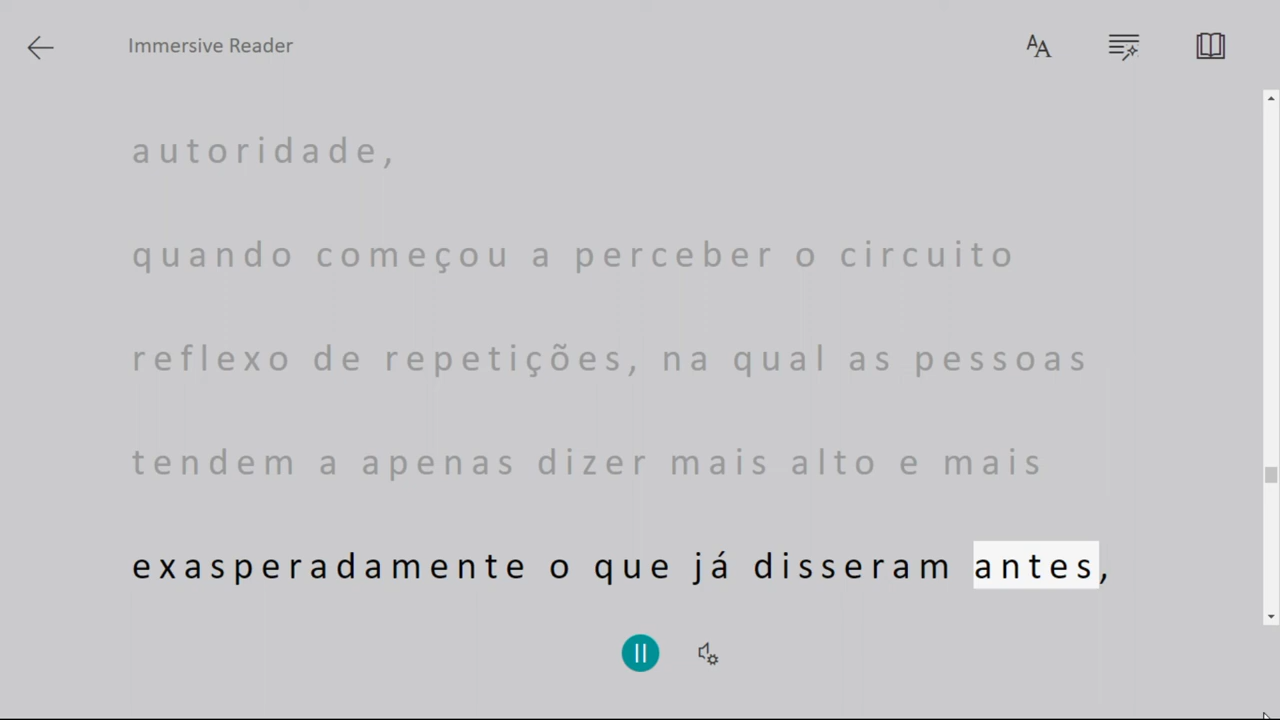 Immersive Reader
autoridade,
quando começou a perceber o circuito
reflexo de repetições, na qual as pessoas
tendem a apenas dizer mais alto e mais
exasperadamente o que já disseram antes,